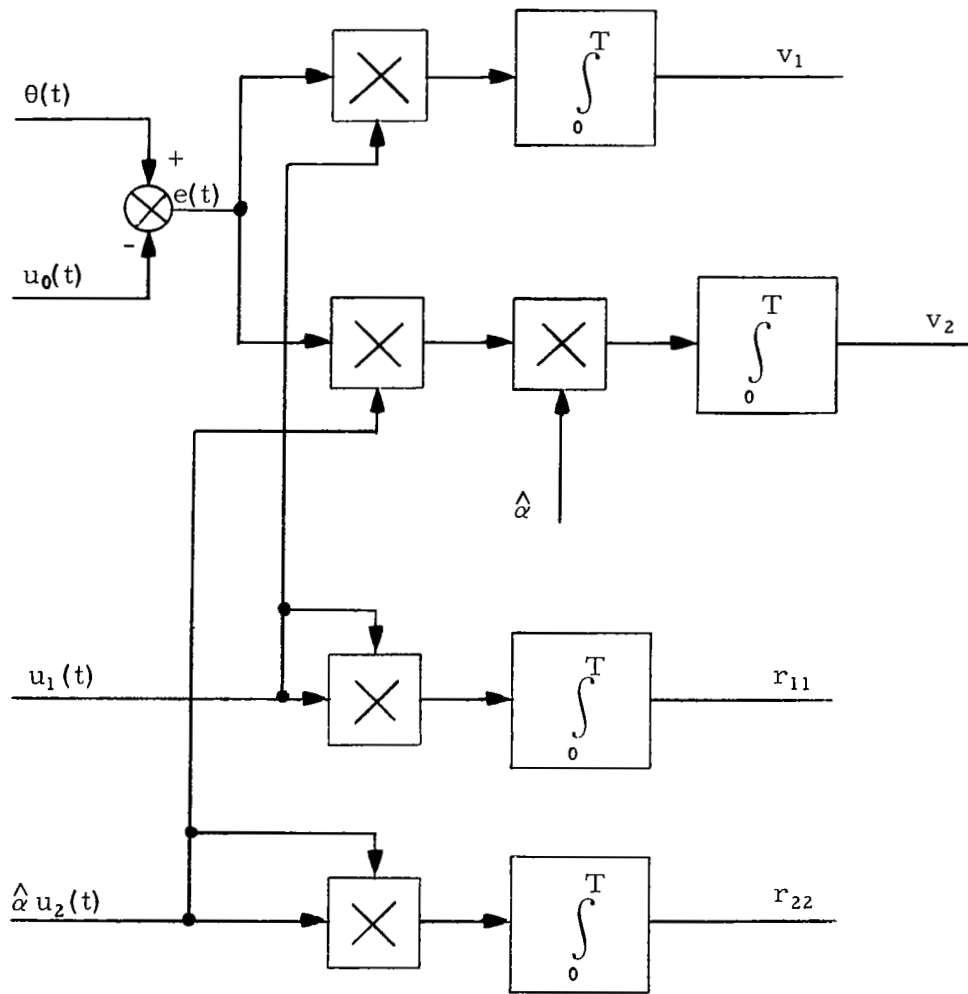 T
∫
0
v₁
θ(t)
+
e(t)
-
u₀(t)
T
∫
0
v₂
α̂
u₁(t)
T
∫
0
r₁₁
α̂ u₂(t)
T
∫
0
r₂₂